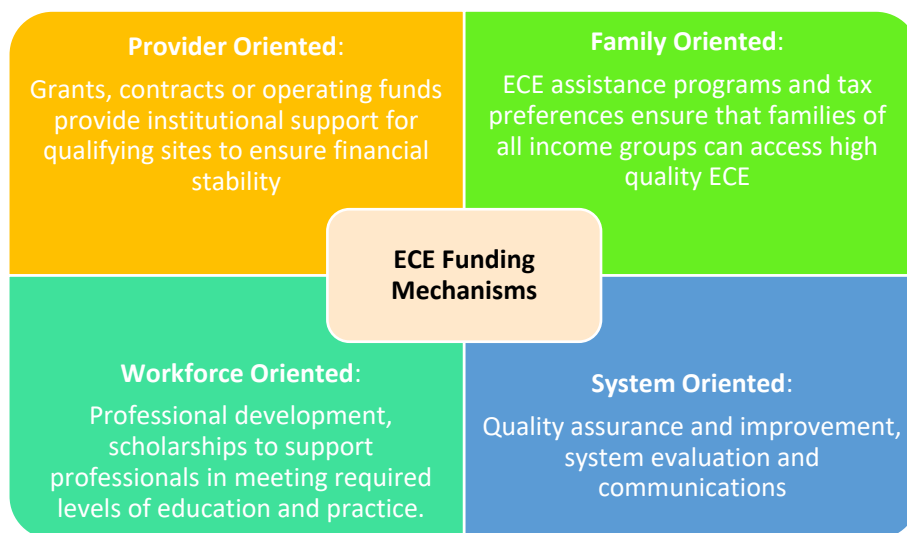 Provider Oriented:
Grants, contracts or operating funds
provide institutional support for
qualifying sites to ensure financial
stability
Family Oriented:
ECE assistance programs and tax
preferences ensure that families of
all income groups can access high
quality ECE
ECE Funding
Mechanisms
Workforce Oriented:
Professional development,
scholarships to support
professionals in meeting required
levels of education and practice.
System Oriented:
Quality assurance and improvement,
system evaluation and
communications